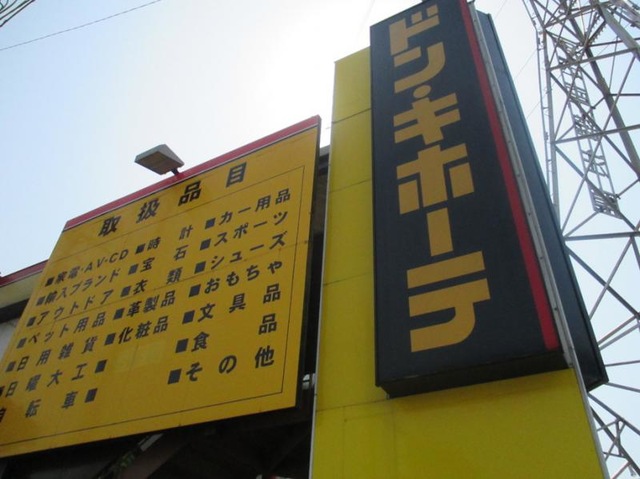 ドン・キホーテ
取扱品目
■家電・AV・CD ■時計 ■カー用品
■輸入ブランド ■宝石 ■スポーツ
■アウトドア ■衣類 ■シューズ
■ペット用品 ■革製品 ■おもちゃ
■日用雑貨 ■化粧品 ■文具
■日曜大工 ■食品
自転車 ■その他